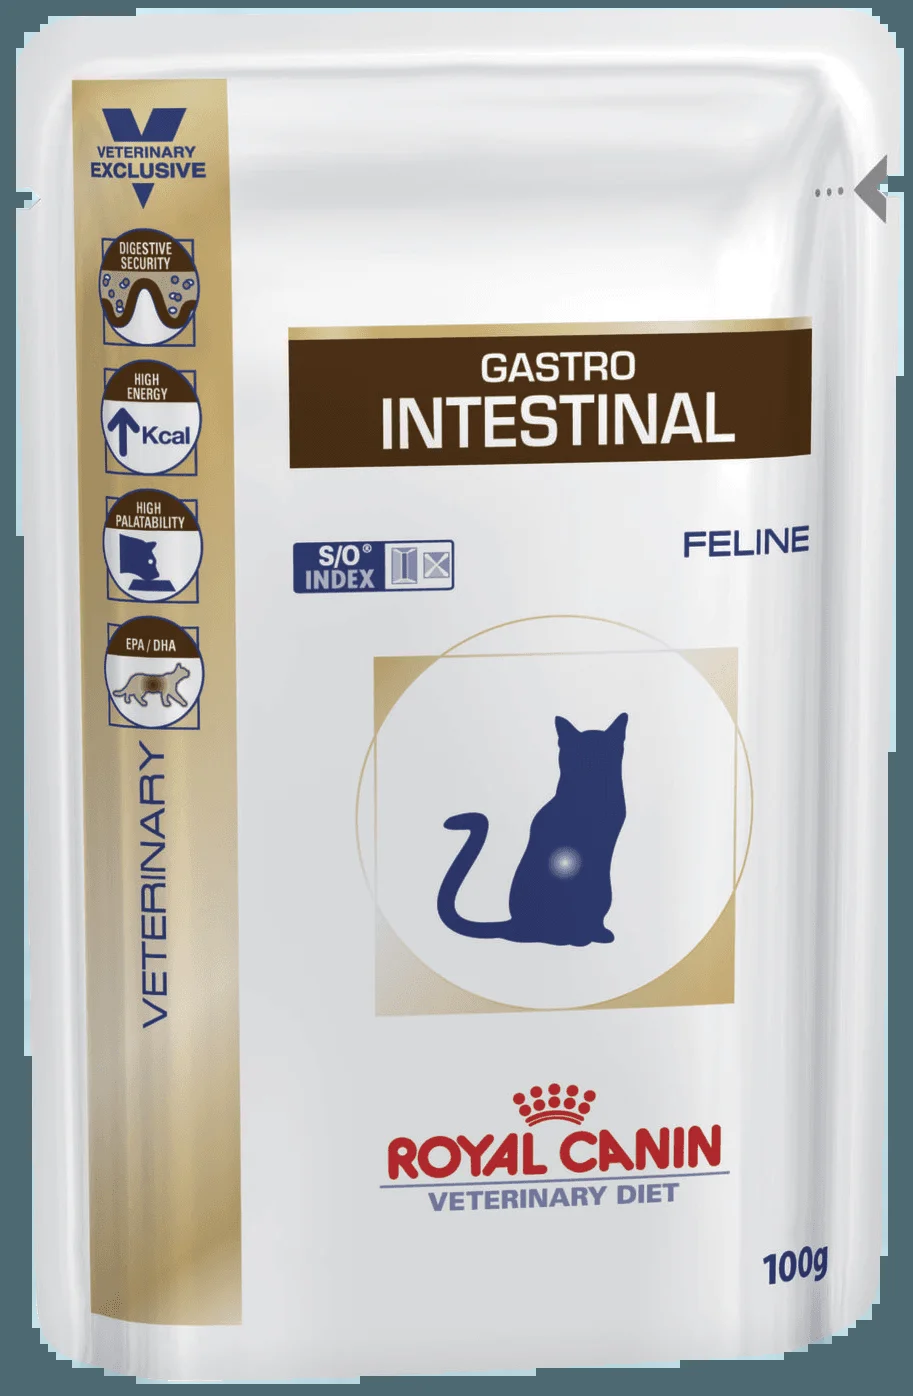 VETERINARY
EXCLUSIVE
DIGESTIVE
SECURITY
HIGH
ENERGY
Kcal
HIGH
PALATABILITY
EPA / DHA
VETERINARY
GASTRO
INTESTINAL
S/O®
INDEX
FELINE
ROYAL CANIN
VETERINARY DIET
100g